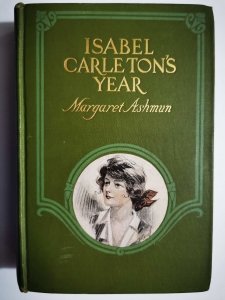 ISABEL
CARLETON'S
YEAR
Margaret Ashmun